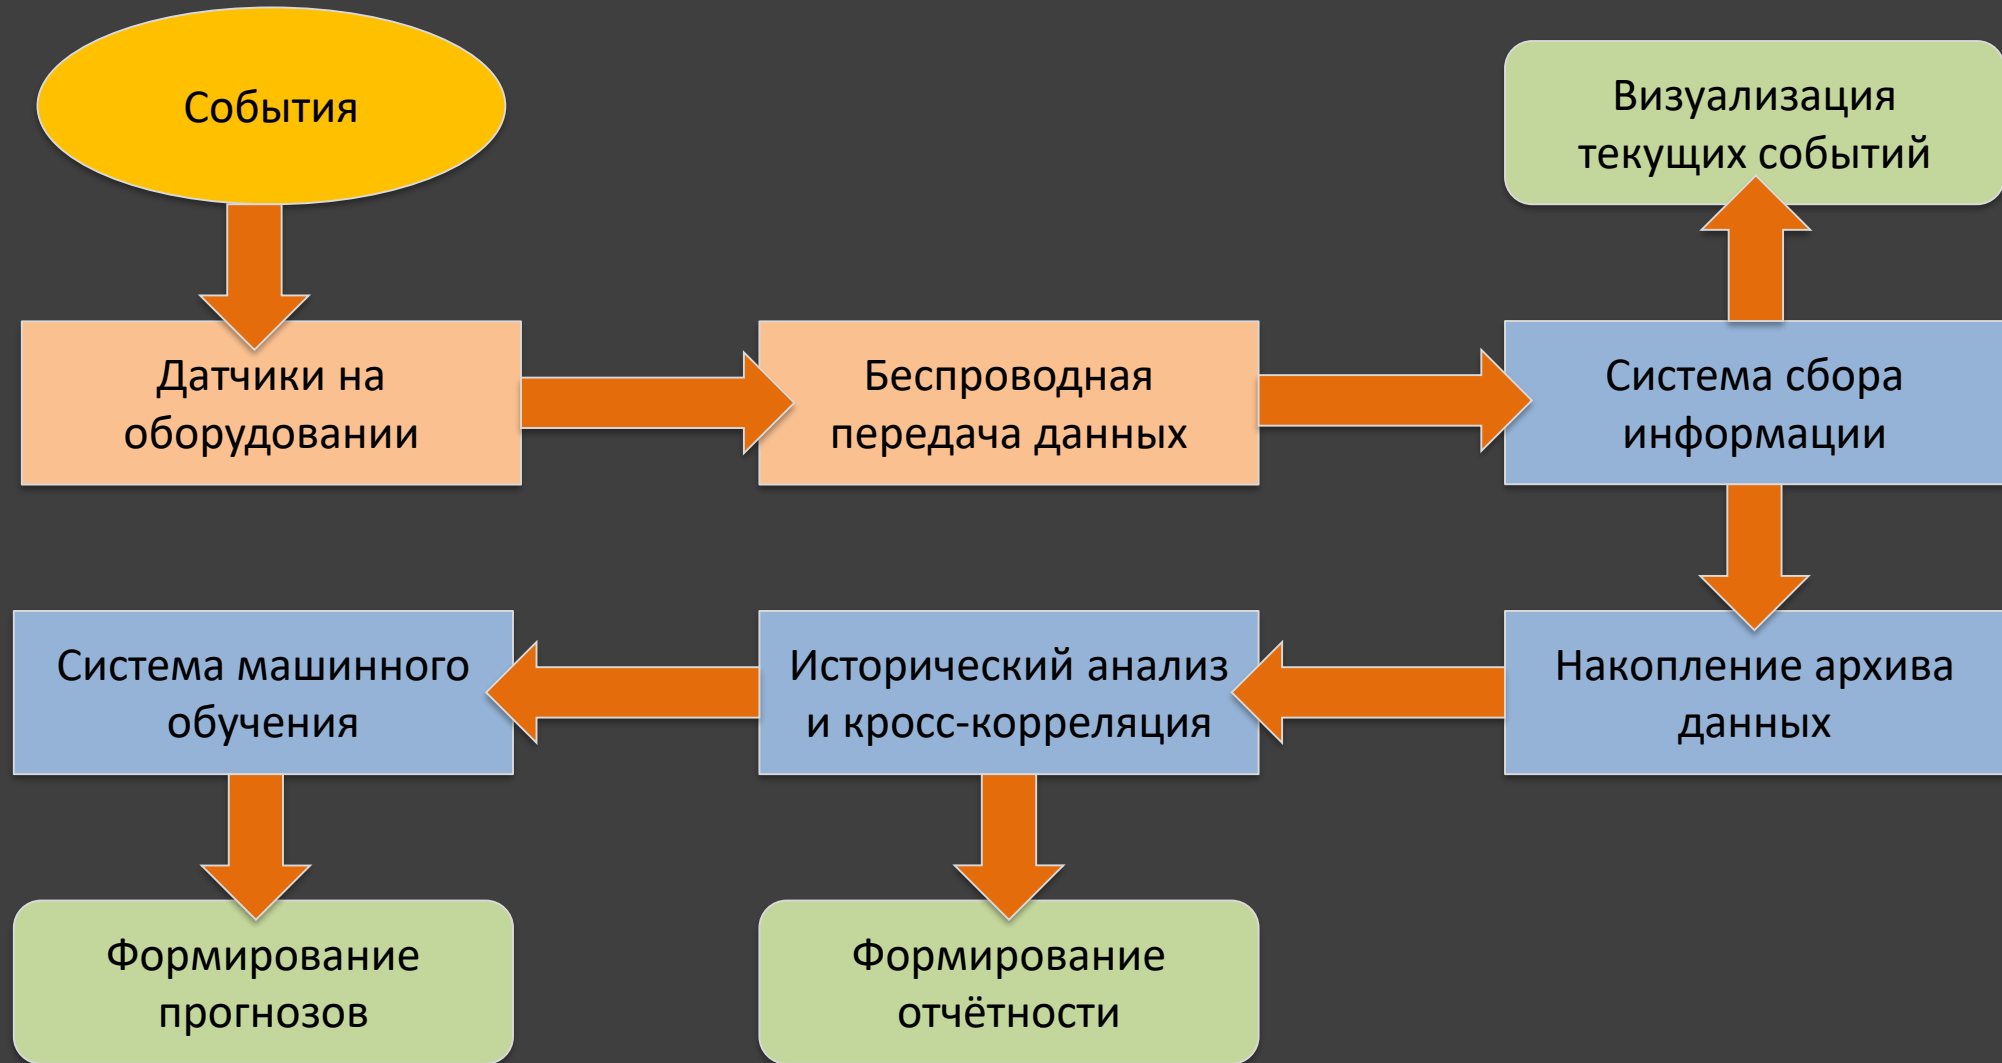 События
Визуализация
текущих событий
Датчики на
оборудовании
Беспроводная
передача данных
Система сбора
информации
Система машинного
обучения
Исторический анализ
и кросс-корреляция
Накопление архива
данных
Формирование
прогнозов
Формирование
отчётности